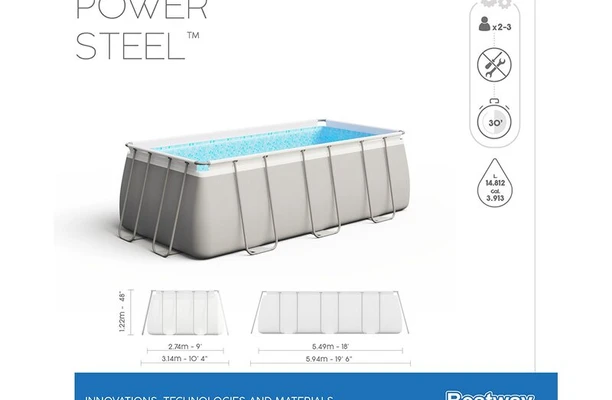 POWER
STEEL™
x2-3
30'
L.
14.812
Gal.
3.913
1.22m - 48"
2.74m - 9'
3.14m - 10' 4"
5.49m - 18'
5.94m - 19' 6"
INNOVATIONS, TECHNOLOGIES AND MATERIALS
Bestway